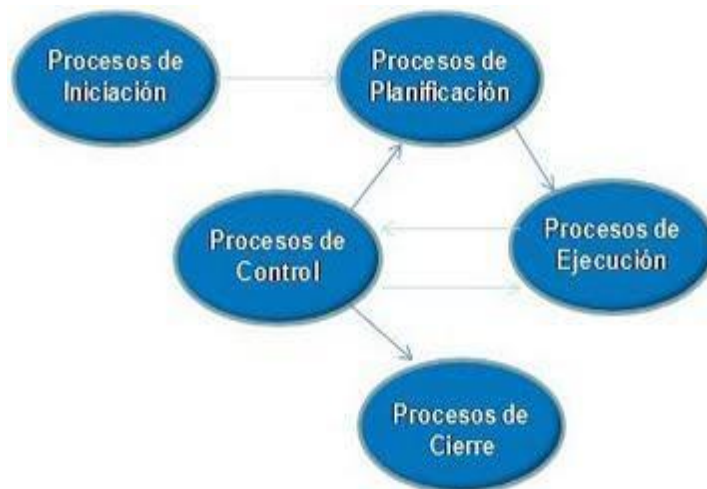 Procesos de
Iniciación
Procesos de
Planificación
Procesos de
Control
Procesos de
Ejecución
Procesos de
Cierre